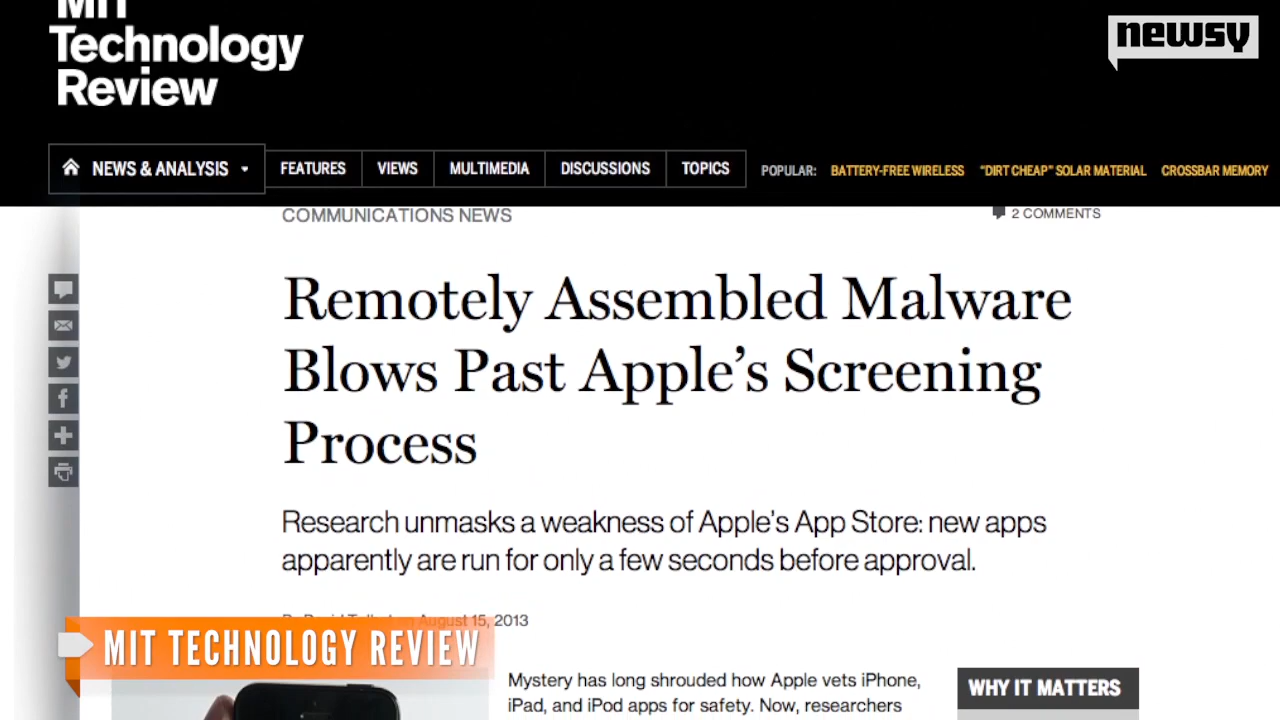 MIT
Technology
Review
newsy
NEWS & ANALYSIS
FEATURES
VIEWS
MULTIMEDIA
DISCUSSIONS
TOPICS
POPULAR:
BATTERY-FREE WIRELESS
"DIRT CHEAP" SOLAR MATERIAL
CROSSBAR MEMORY
COMMUNICATIONS NEWS
2 COMMENTS
Remotely Assembled Malware
Blows Past Apple's Screening
Process
Research unmasks a weakness of Apple's App Store: new apps
apparently are run for only a few seconds before approval.
August 15, 2013
MIT TECHNOLOGY REVIEW
Mystery has long shrouded how Apple vets iPhone,
iPad, and iPod apps for safety. Now, researchers
WHY IT MATTERS